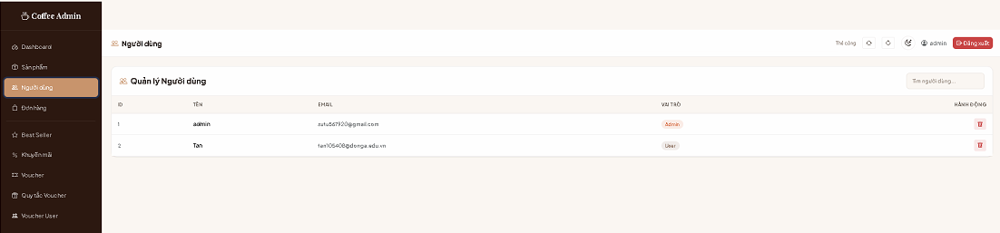 Coffee Admin
Dashboard
Sản phẩm
Người dùng
Đơn hàng
Best Seller
Khuyến mãi
Voucher
Quy tắc Voucher
Voucher User
Người dùng
Thủ công
admin
Đăng xuất
Quản lý Người dùng
Tìm người dùng...
ID TÊN EMAIL VAI TRÒ HÀNH ĐỘNG
1 admin zutu567920@gmail.com Admin
2 Tan tan105408@donga.edu.vn User